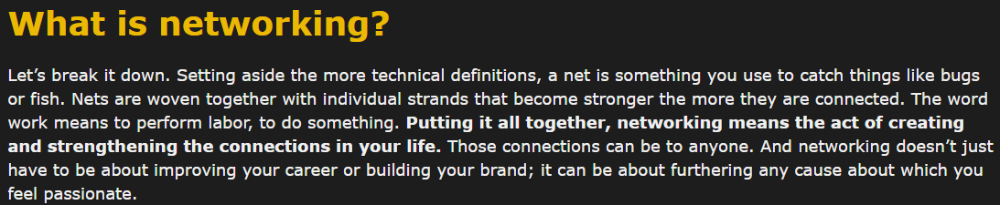 What is networking?
Let’s break it down. Setting aside the more technical definitions, a net is something you use to catch things like bugs
or fish. Nets are woven together with individual strands that become stronger the more they are connected. The word
work means to perform labor, to do something. Putting it all together, networking means the act of creating
and strengthening the connections in your life. Those connections can be to anyone. And networking doesn’t just
have to be about improving your career or building your brand; it can be about furthering any cause about which you
feel passionate.